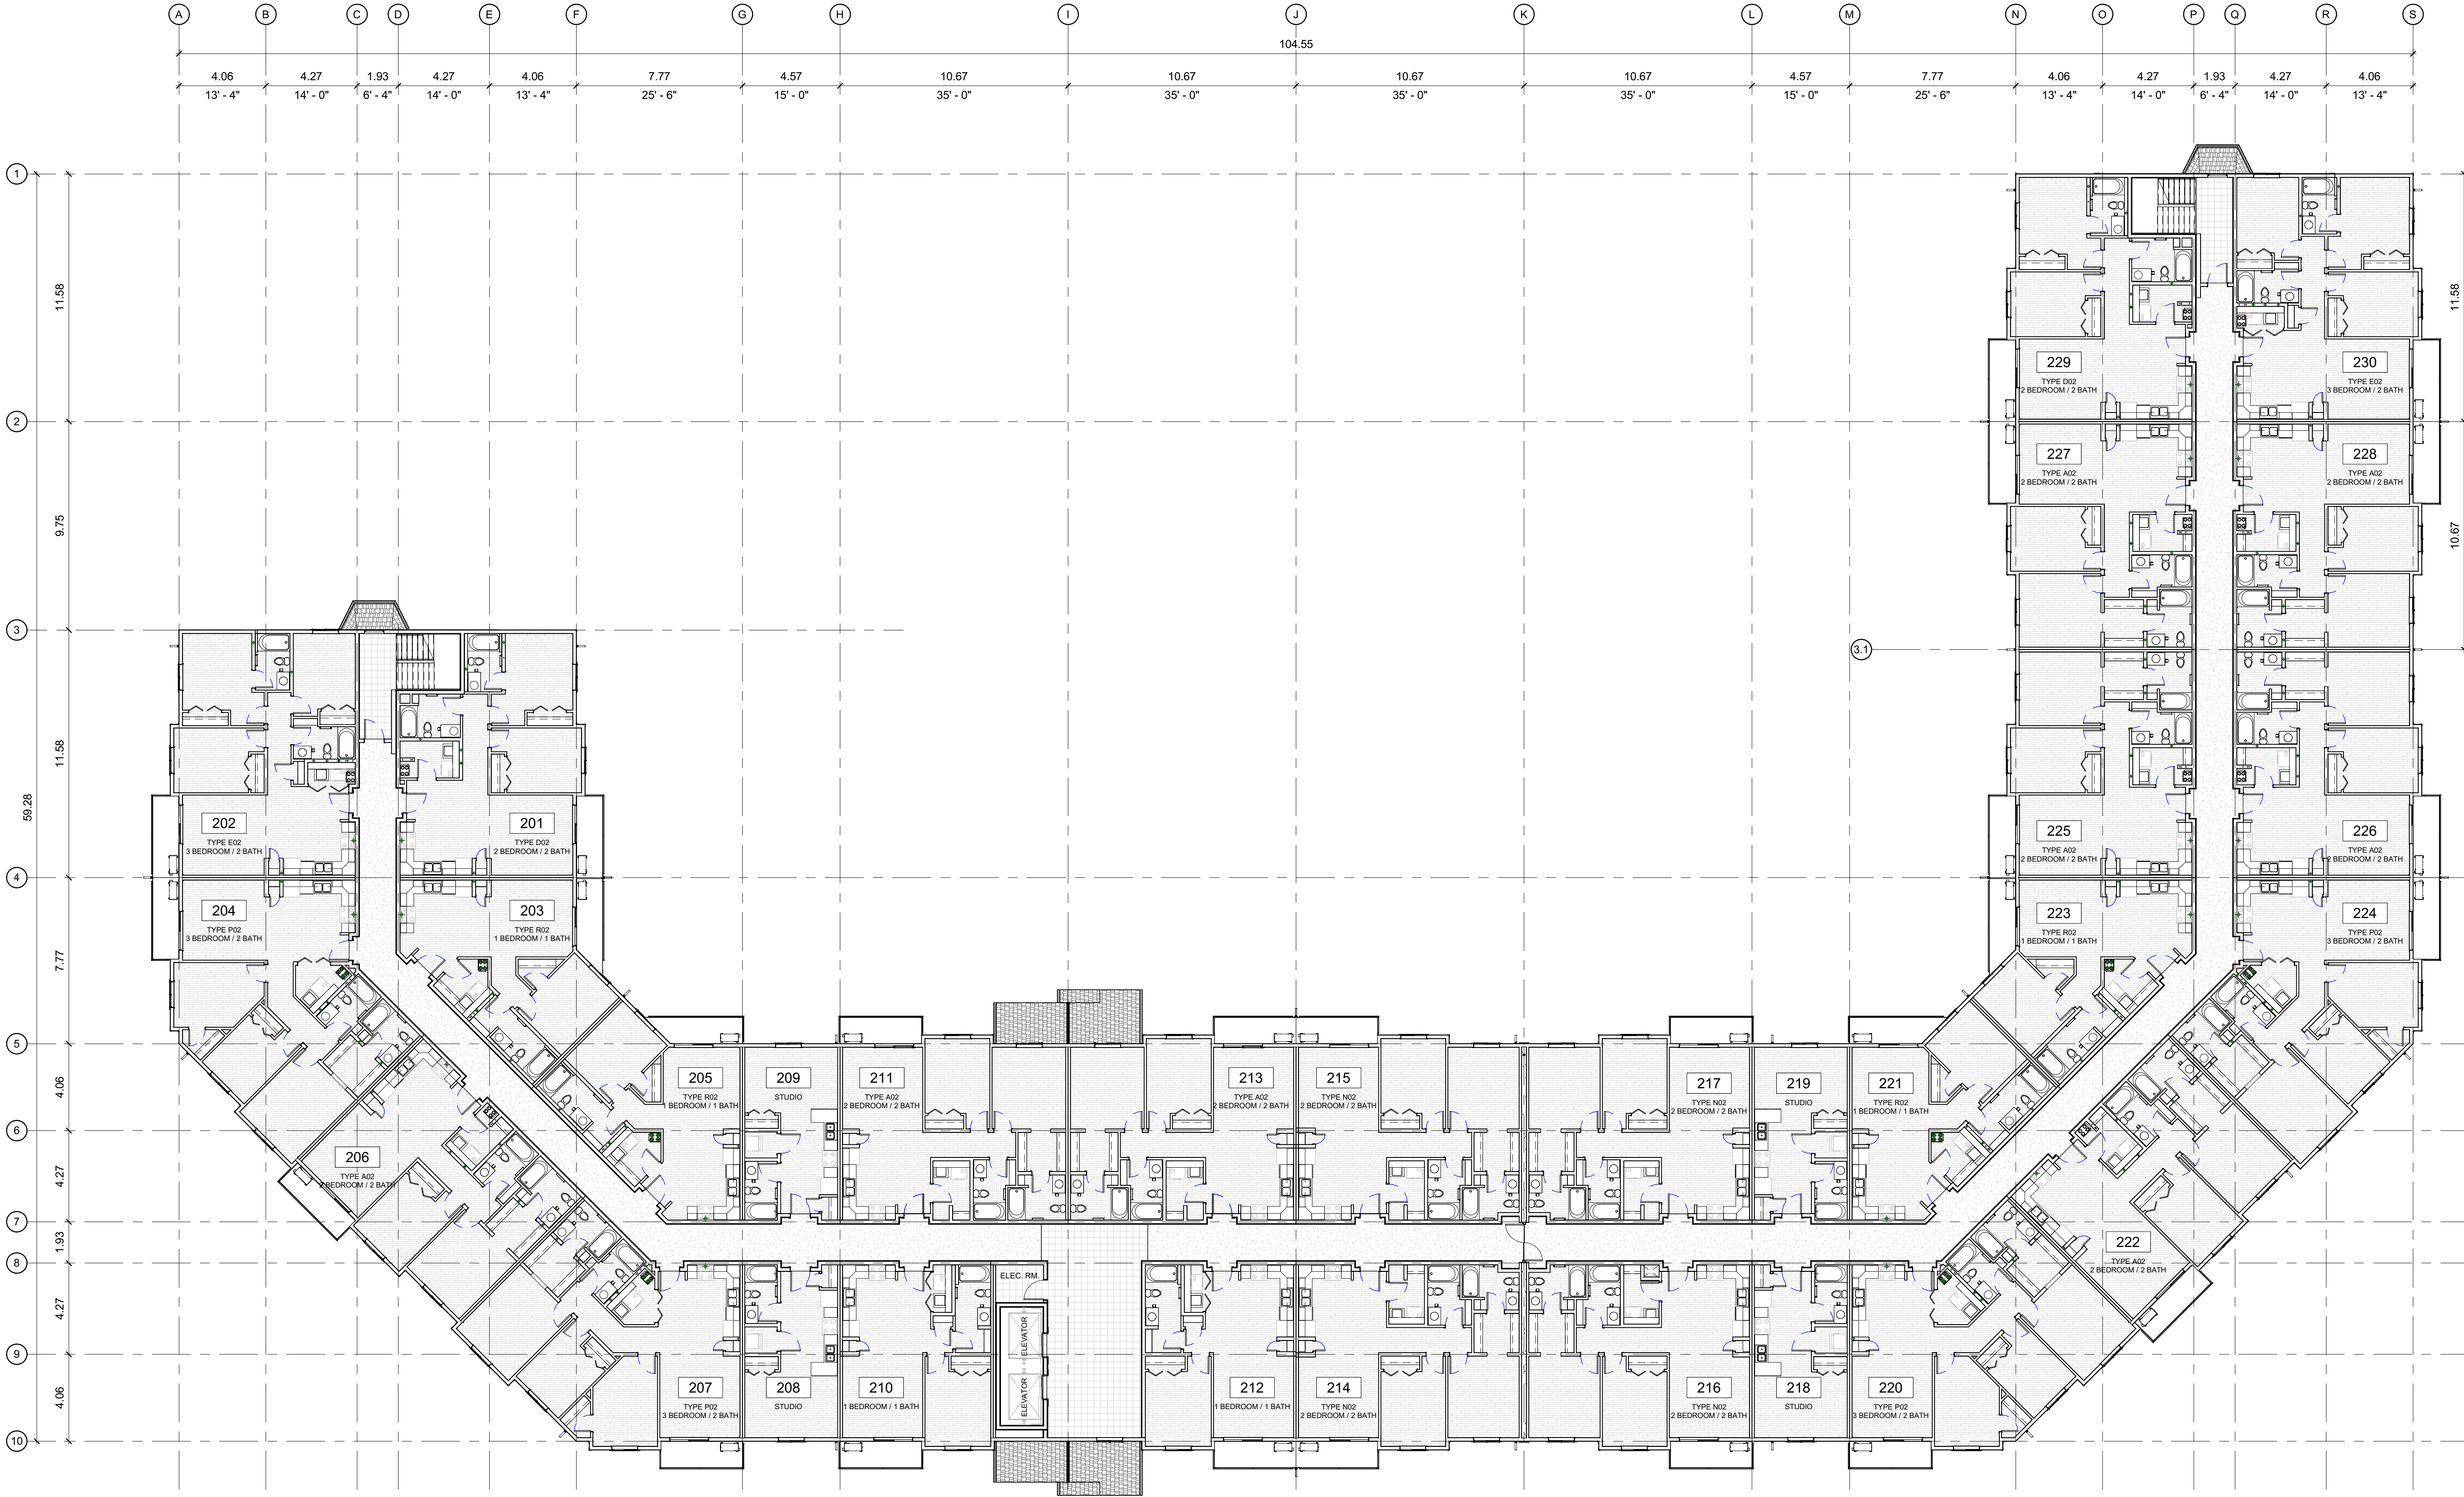 A B C D E F G H I J K L M N O P Q R S
104.55
4.06 4.27 1.93 4.27 4.06 7.77 4.57 10.67 10.67 10.67 10.67 4.57 7.77 4.06 4.27 1.93 4.27 4.06
13' - 4" 14' - 0" 6' - 4" 14' - 0" 13' - 4" 25' - 6" 15' - 0" 35' - 0" 35' - 0" 35' - 0" 35' - 0" 15' - 0" 25' - 6" 13' - 4" 14' - 0" 6' - 4" 14' - 0" 13' - 4"
1
11.58
11.58
229
TYPE D02
2 BEDROOM / 2 BATH
230
TYPE E02
3 BEDROOM / 2 BATH
2
227
TYPE A02
2 BEDROOM / 2 BATH
228
TYPE A02
2 BEDROOM / 2 BATH
9.75
10.67
3
3.1
11.58
59.28
202
TYPE E02
3 BEDROOM / 2 BATH
201
TYPE D02
2 BEDROOM / 2 BATH
225
TYPE A02
2 BEDROOM / 2 BATH
226
TYPE A02
2 BEDROOM / 2 BATH
4
204
TYPE P02
3 BEDROOM / 2 BATH
203
TYPE R02
1 BEDROOM / 1 BATH
223
TYPE R02
1 BEDROOM / 1 BATH
224
TYPE P02
3 BEDROOM / 2 BATH
7.77
5
4.06
205
TYPE R02
1 BEDROOM / 1 BATH
209
STUDIO
211
TYPE A02
2 BEDROOM / 2 BATH
213
TYPE A02
2 BEDROOM / 2 BATH
215
TYPE N02
2 BEDROOM / 2 BATH
217
TYPE N02
2 BEDROOM / 2 BATH
219
STUDIO
221
TYPE R02
1 BEDROOM / 1 BATH
6
206
TYPE A02
2 BEDROOM / 2 BATH
4.27
7
1.93
222
TYPE A02
2 BEDROOM / 2 BATH
8
ELEC. RM.
4.27
ELEVATOR
9
ELEVATOR
4.06
207
TYPE P02
3 BEDROOM / 2 BATH
208
STUDIO
210
1 BEDROOM / 1 BATH
212
1 BEDROOM / 1 BATH
214
TYPE N02
2 BEDROOM / 2 BATH
216
TYPE N02
2 BEDROOM / 2 BATH
218
STUDIO
220
TYPE P02
3 BEDROOM / 2 BATH
10